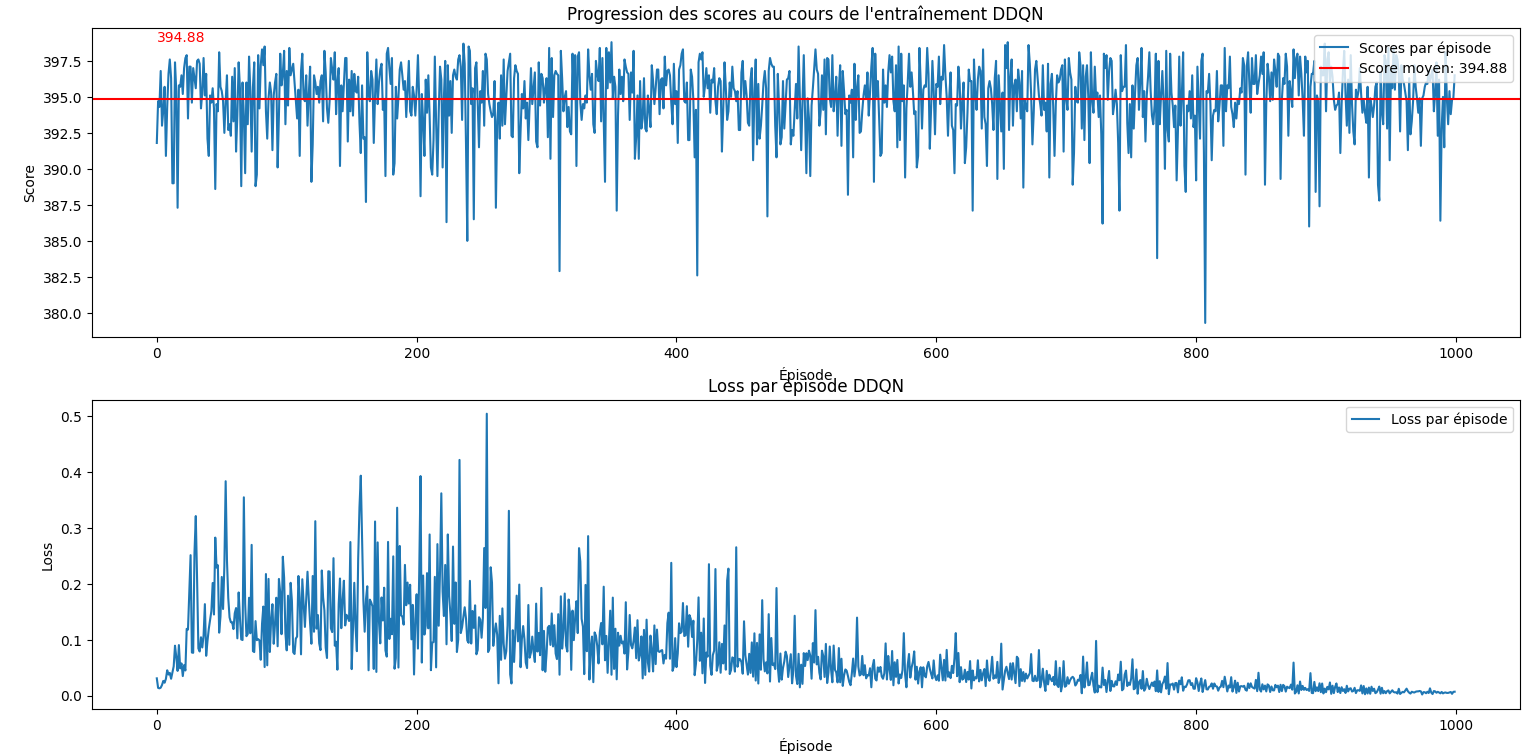 Progression des scores au cours de l'entraînement DDQN
394.88
Scores par épisode
Score moyen: 394.88
Score
397.5
395.0
392.5
390.0
387.5
385.0
382.5
380.0
0 200 400 600 800 1000
Épisode
Loss par épisode DDQN
Loss par épisode
Loss
0.5
0.4
0.3
0.2
0.1
0.0
0 200 400 600 800 1000
Épisode